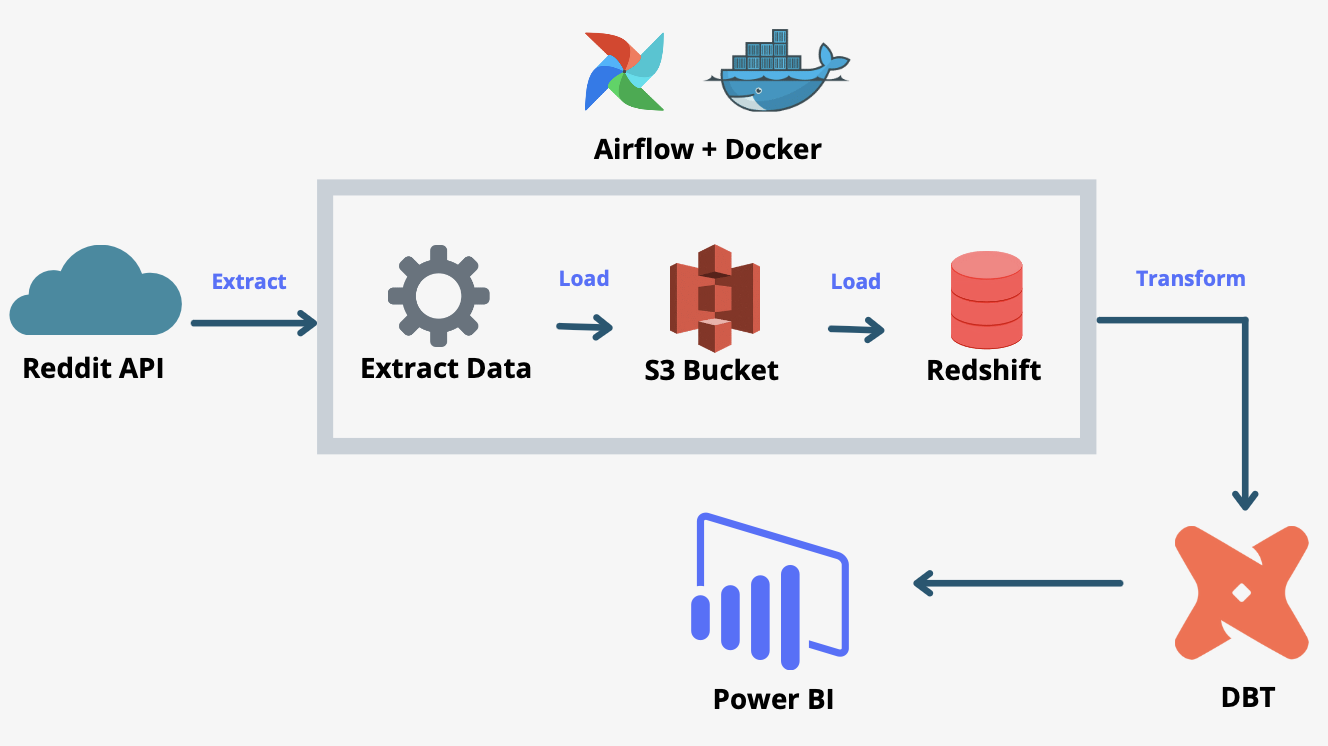 Airflow + Docker
Extract
Load
Load
Transform
Reddit API
Extract Data
S3 Bucket
Redshift
Power BI
DBT